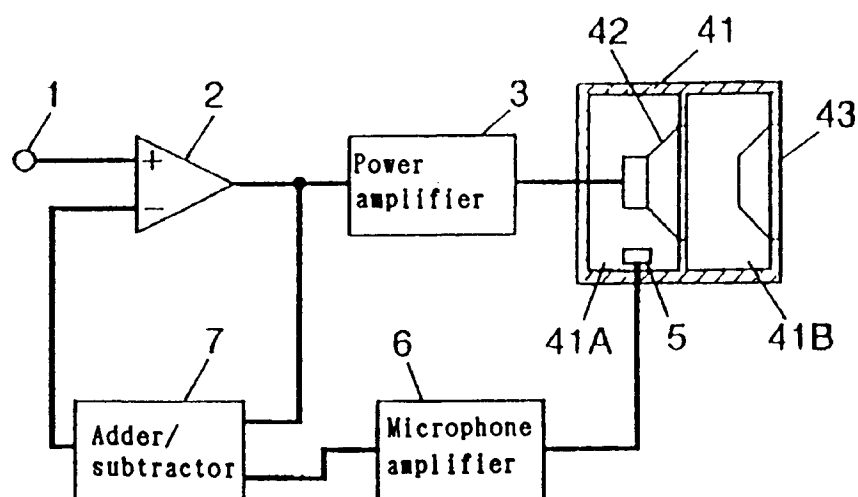 42
41
1
2
3
43
+
−
Power
amplifier
41A
5
41B
7
6
Adder/
subtractor
Microphone
amplifier